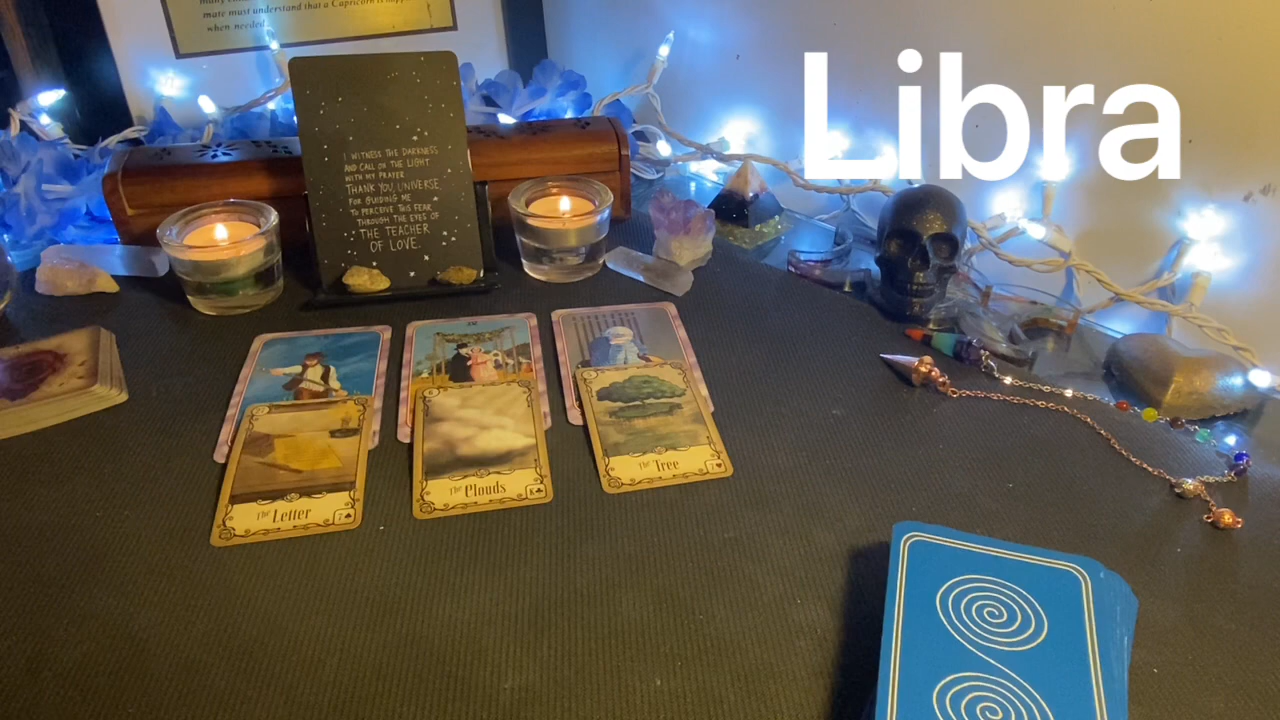 mate must understand that a Capricorn is
when needed.
Libra
I WITNESS THE DARKNESS
AND CALL ON THE LIGHT
WITH MY PRAYER
THANK YOU, UNIVERSE,
FOR GUIDING ME
TO PERCEIVE THIS FEAR
THROUGH THE EYES OF
THE TEACHER
OF LOVE.
The Letter
7
The Clouds
K
The Tree
7